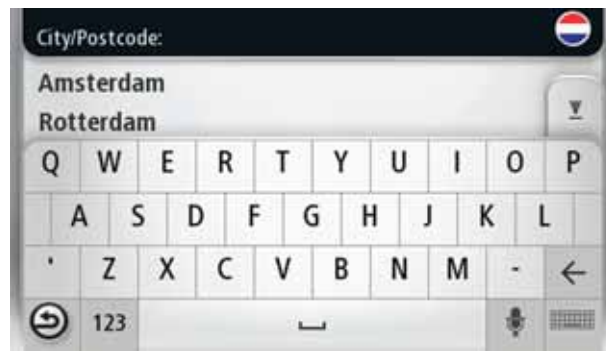 City/Postcode:
Amsterdam
Rotterdam
Q W E R T Y U I O P
A S D F G H J K L
' Z X C V B N M -
123